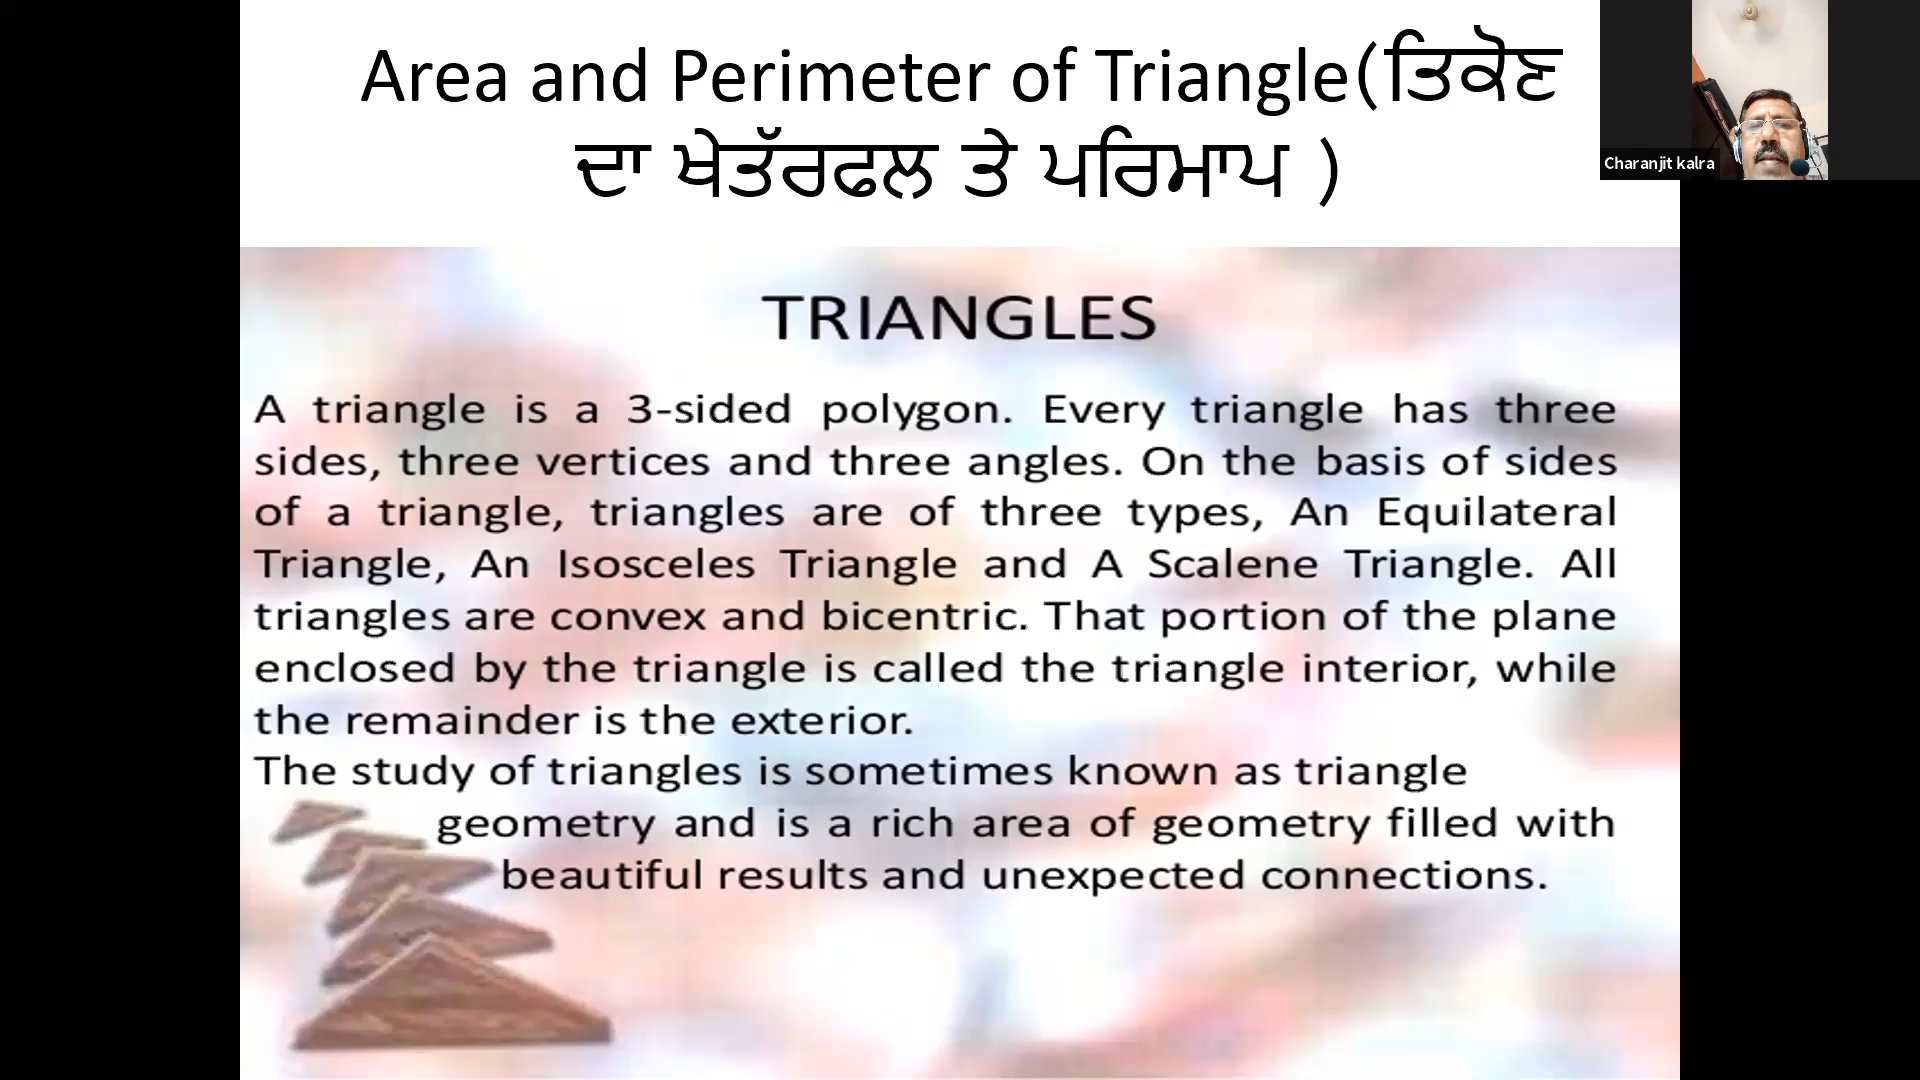 Area and Perimeter of Triangle(ਤਿਕੋਣ
ਦਾ ਖੇਤੱਰਫਲ ਤੇ ਪਰਿਮਾਪ )
Charanjit kalra
TRIANGLES
A triangle is a 3-sided polygon. Every triangle has three
sides, three vertices and three angles. On the basis of sides
of a triangle, triangles are of three types, An Equilateral
Triangle, An Isosceles Triangle and A Scalene Triangle. All
triangles are convex and bicentric. That portion of the plane
enclosed by the triangle is called the triangle interior, while
the remainder is the exterior.
The study of triangles is sometimes known as triangle
geometry and is a rich area of geometry filled with
beautiful results and unexpected connections.